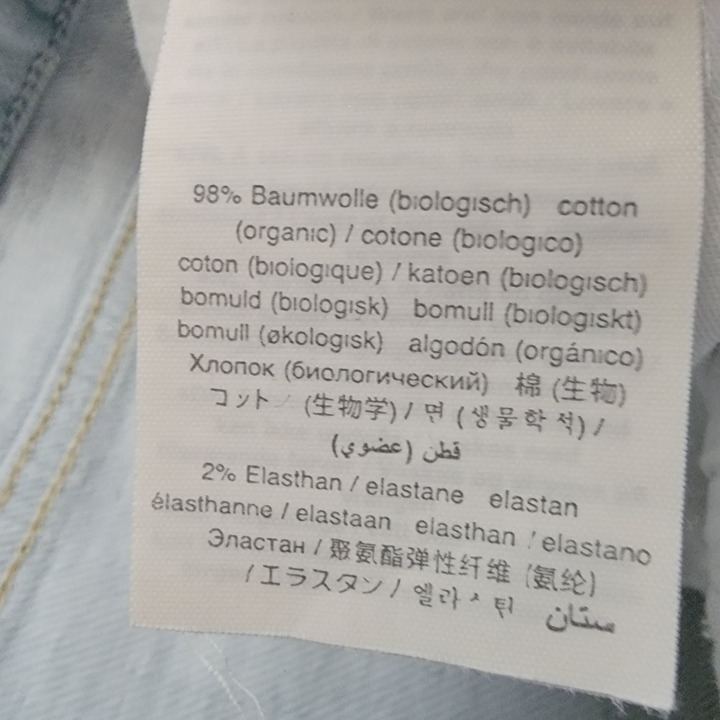 98% Baumwolle (biologisch) cotton
(organic) / cotone (biologico)
coton (biologique) / katoen (biologisch)
bomuld (biologisk) bomull (biologiskt)
bomull (økologisk) algodón (orgánico)
Хлопок (биологический) 棉 (生物)
コット (生物学) / 면 (생물학적) /
قطن (عضوي)
2% Elasthan / elastane elastan
élasthanne / elastaan elasthan / elastano
Эластан / 聚氨酯弹性纤维 (氨纶)
/ エラスタン / 엘라스틴 ستان